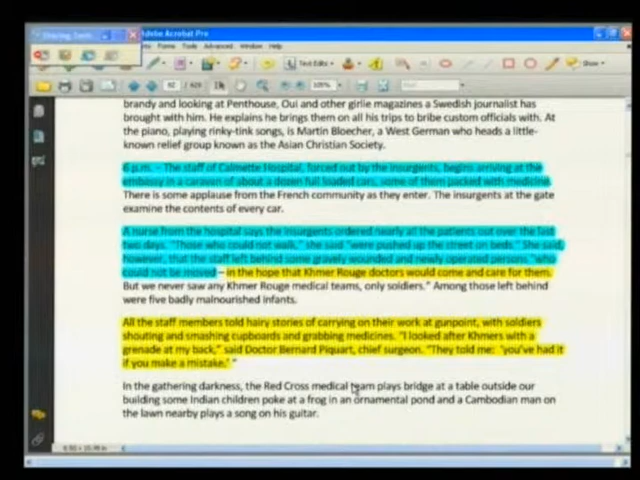 Adobe Acrobat Pro
Forms Tools Advanced Window Help
Text Edits
Show
92 / 629
brandy and looking at Penthouse, Oui and other girlie magazines a Swedish journalist has
brought with him. He explains he brings them on all his trips to bribe custom officials with. At
the piano, playing rinky-tink songs, is Martin Bloecher, a West German who heads a little-
known relief group known as the Asian Christian Society.
6 p.m. - The staff of Calmette Hospital, forced out by the insurgents, begins arriving at the
embassy in a caravan of about a dozen full loaded cars, some of them packed with medicine.
There is some applause from the French community as they enter. The insurgents at the gate
examine the contents of every car.
A nurse from the hospital says the insurgents ordered nearly all the patients out over the last
two days. "Those who could not walk," she said "were pushed up the street on beds." She said,
however, that the staff left behind some gravely wounded and newly operated persons, "who
could not be moved – in the hope that Khmer Rouge doctors would come and care for them.
But we never saw any Khmer Rouge medical teams, only soldiers." Among those left behind
were five badly malnourished infants.
All the staff members told hairy stories of carrying on their work at gunpoint, with soldiers
shouting and smashing cupboards and grabbing medicines. "I looked after Khmers with a
grenade at my back," said Doctor Bernard Piquart, chief surgeon. "They told me: 'you've had it
if you make a mistake.' "
In the gathering darkness, the Red Cross medical team plays bridge at a table outside our
building some Indian children poke at a frog in an ornamental pond and a Cambodian man on
the lawn nearby plays a song on his guitar.